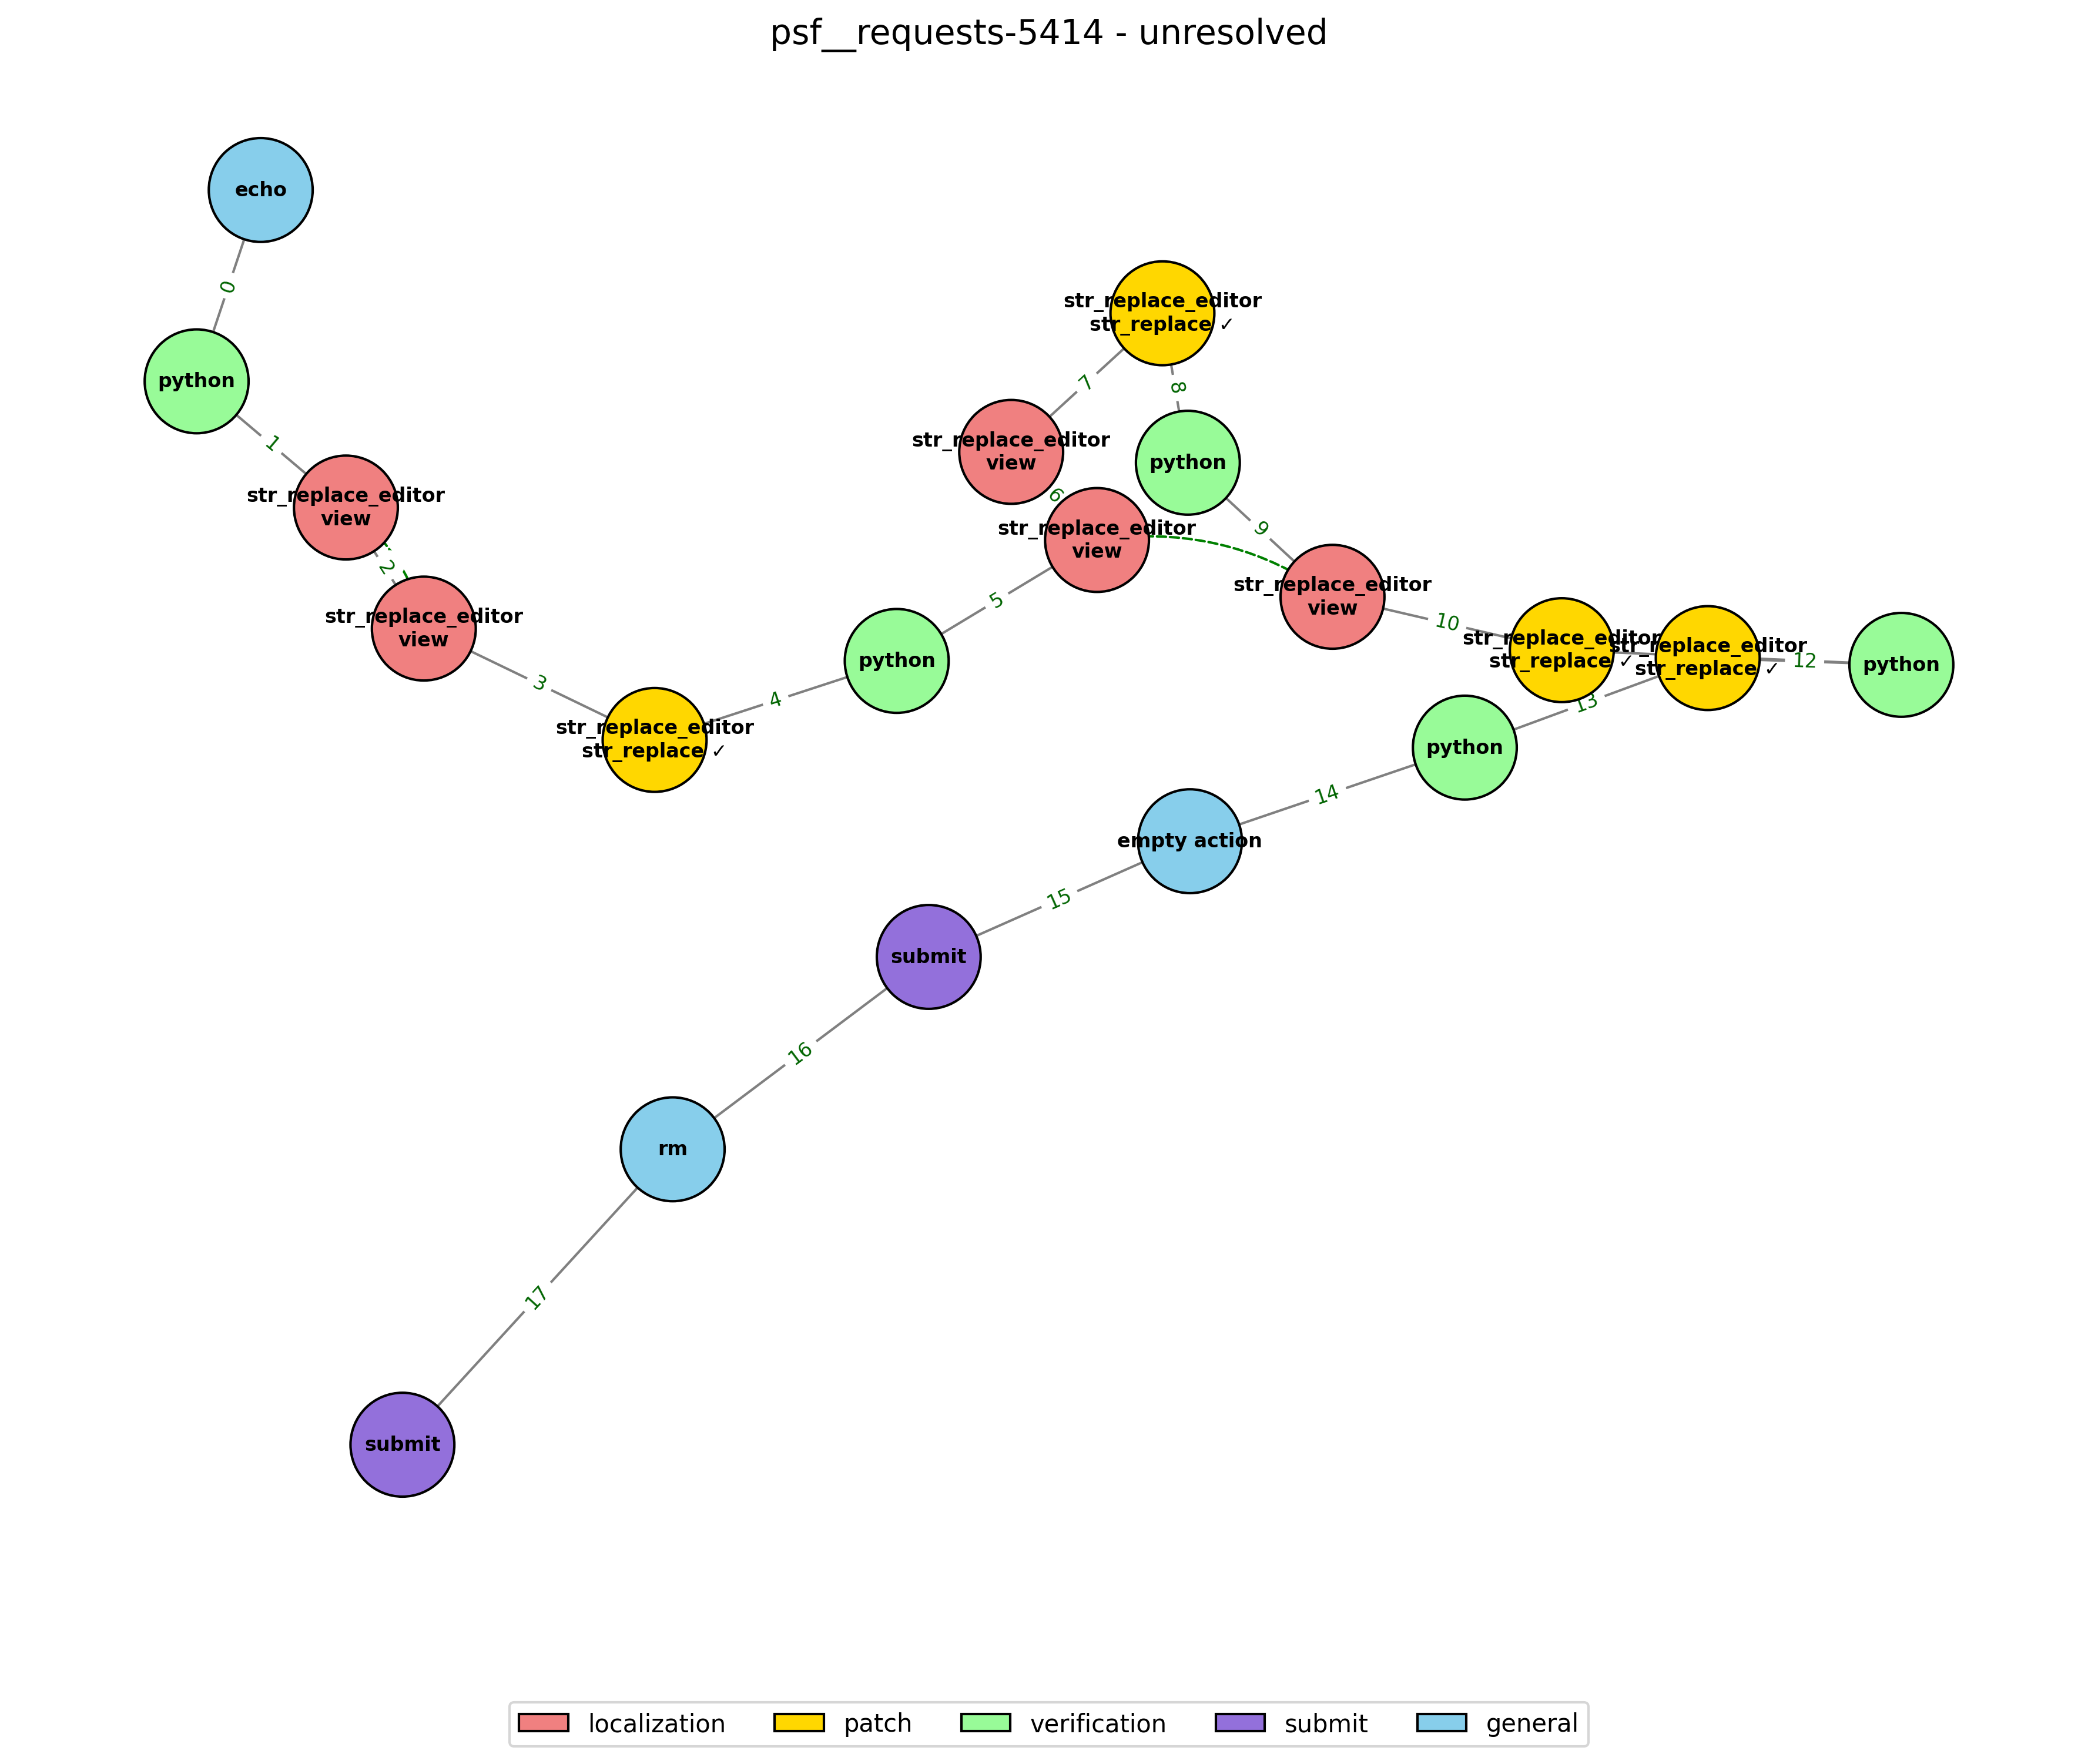 psf__requests-5414 - unresolved
echo
0
python
1
str_replace_editor
view
2
str_replace_editor
view
3
str_replace_editor
str_replace ✓
4
python
5
str_replace_editor
view
6
str_replace_editor
view
7
str_replace_editor
str_replace ✓
8
python
9
str_replace_editor
view
10
str_replace_editor
str_replace ✓
str_replace_editor
str_replace ✓
12
python
13
python
14
empty action
15
submit
16
rm
17
submit
localization
patch
verification
submit
general